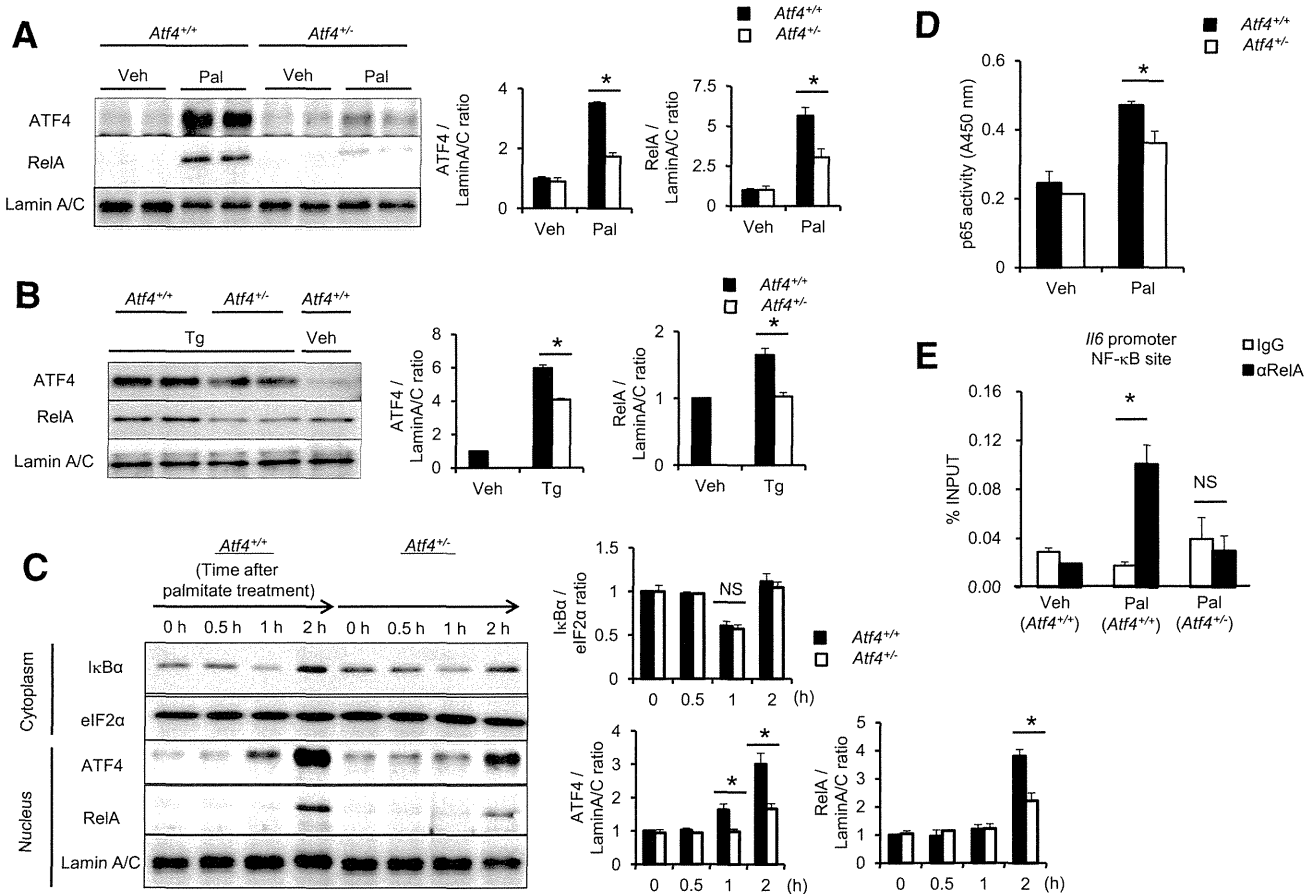 A
Atf4+/+ Atf4+/-
Veh Pal Veh Pal
ATF4
RelA
Lamin A/C
Atf4+/+
Atf4+/-
ATF4 /
LaminA/C ratio
4
2
0
*
Veh Pal
RelA /
LaminA/C ratio
7.5
5
2.5
0
*
Veh Pal
D
Atf4+/+
Atf4+/-
p65 activity (A450 nm)
0.6
0.4
0.2
0
*
Veh Pal
B
Atf4+/+ Atf4+/- Atf4+/+
Tg Veh
ATF4
RelA
Lamin A/C
Atf4+/+
Atf4+/-
ATF4 /
LaminA/C ratio
8
6
4
2
0
*
Veh Tg
RelA /
LaminA/C ratio
2
1
0
*
Veh Tg
E
Il6 promoter
NF-κB site
IgG
αRelA
% INPUT
0.16
0.12
0.08
0.04
0.00
*
NS
Veh Pal Pal
(Atf4+/+) (Atf4+/+) (Atf4+/-)
C
Atf4+/+ Atf4+/-
(Time after
palmitate treatment)
0 h 0.5 h 1 h 2 h 0 h 0.5 h 1 h 2 h
Cytoplasm
IκBα
eIF2α
Nucleus
ATF4
RelA
Lamin A/C
IκBα /
eIF2α ratio
1.5
1
0.5
0
NS
0 0.5 1 2 (h)
Atf4+/+
Atf4+/-
ATF4 /
LaminA/C ratio
4
3
2
1
0
*
*
0 0.5 1 2 (h)
RelA /
LaminA/C ratio
5
4
3
2
1
0
*
0 0.5 1 2 (h)